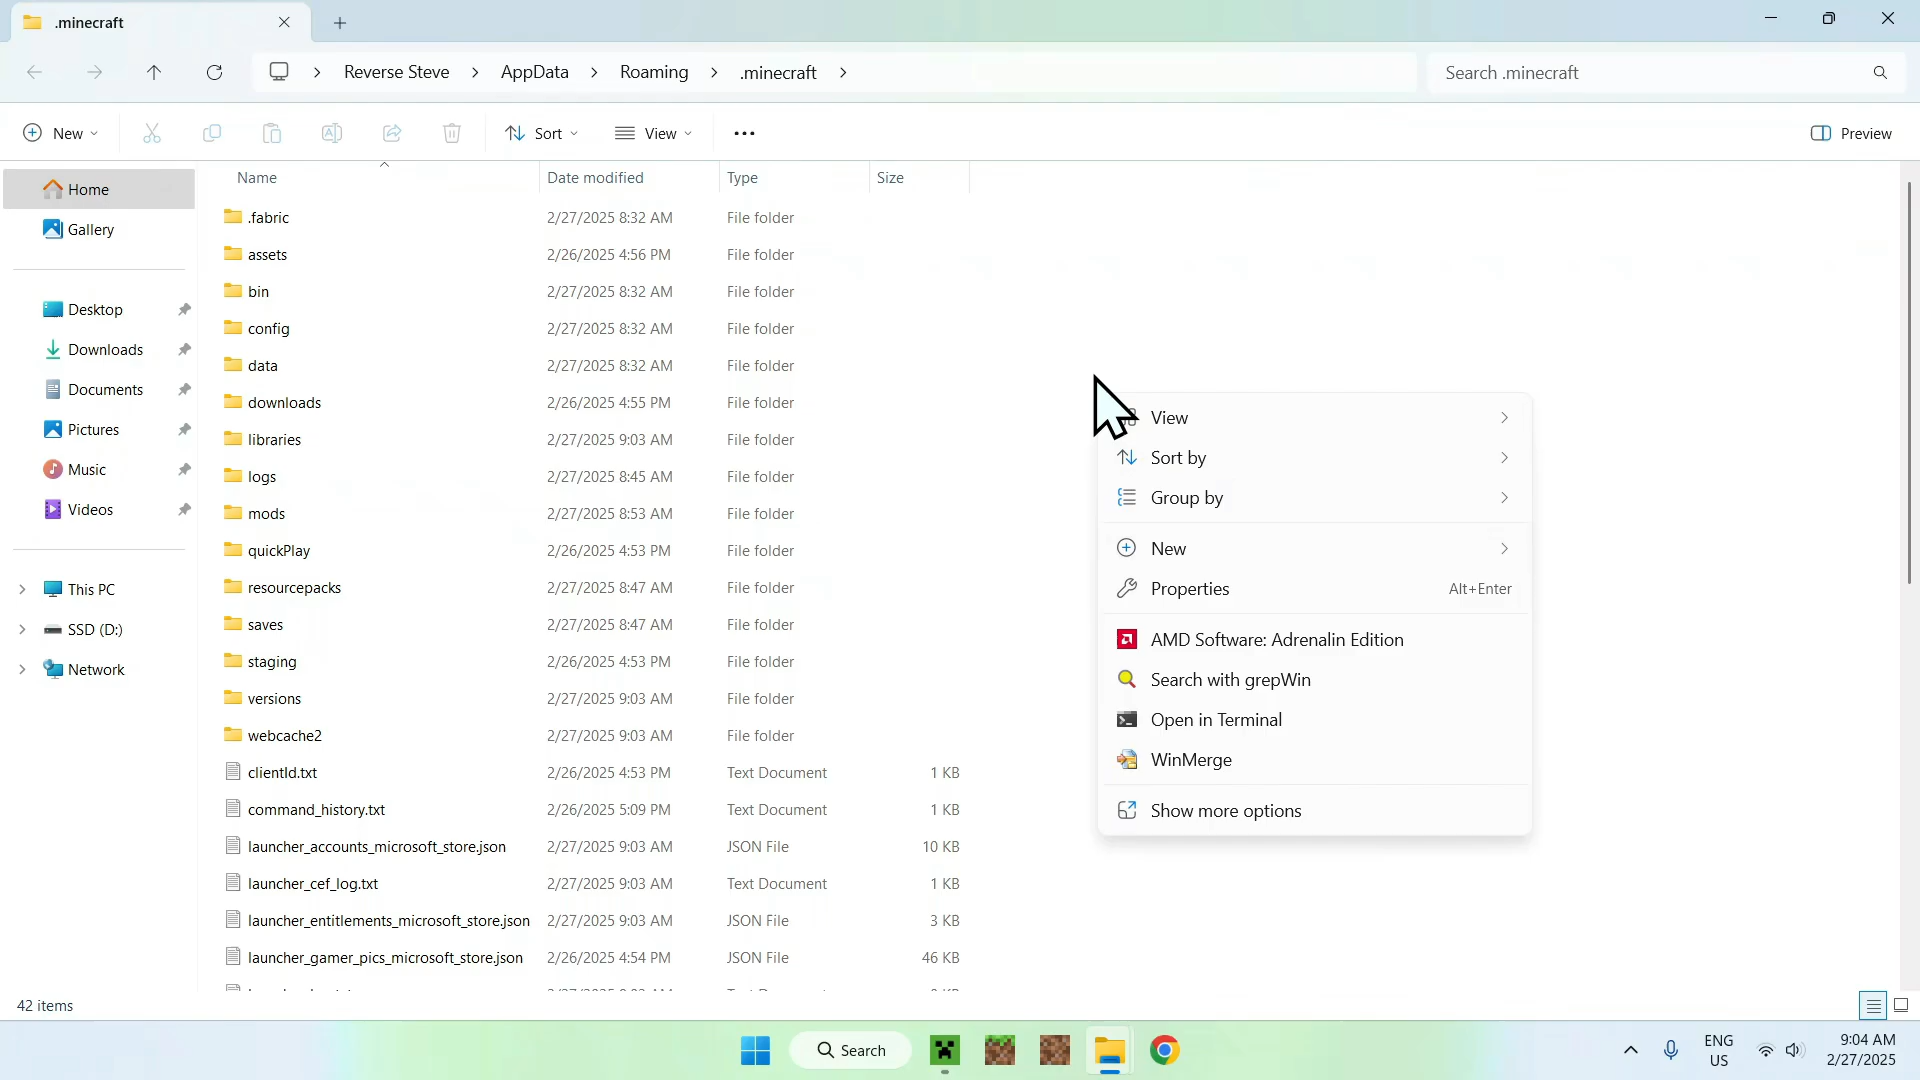 .minecraft
Reverse Steve AppData Roaming .minecraft Search .minecraft
New Sort View Preview
Name Date modified Type Size
Home
Gallery
Desktop
Downloads
Documents
Pictures
Music
Videos
This PC
SSD (D:)
Network
.fabric 2/27/2025 8:32 AM File folder
assets 2/26/2025 4:56 PM File folder
bin 2/27/2025 8:32 AM File folder
config 2/27/2025 8:32 AM File folder
data 2/27/2025 8:32 AM File folder
downloads 2/26/2025 4:55 PM File folder
libraries 2/27/2025 9:03 AM File folder
logs 2/27/2025 8:45 AM File folder
mods 2/27/2025 8:53 AM File folder
quickPlay 2/26/2025 4:53 PM File folder
resourcepacks 2/27/2025 8:47 AM File folder
saves 2/27/2025 8:47 AM File folder
staging 2/26/2025 4:53 PM File folder
versions 2/27/2025 9:03 AM File folder
webcache2 2/27/2025 9:03 AM File folder
clientId.txt 2/26/2025 4:53 PM Text Document 1 KB
command_history.txt 2/26/2025 5:09 PM Text Document 1 KB
launcher_accounts_microsoft_store.json 2/27/2025 9:03 AM JSON File 10 KB
launcher_cef_log.txt 2/27/2025 9:03 AM Text Document 1 KB
launcher_entitlements_microsoft_store.json 2/27/2025 9:03 AM JSON File 3 KB
launcher_gamer_pics_microsoft_store.json 2/26/2025 4:54 PM JSON File 46 KB
View
Sort by
Group by
New
Properties Alt+Enter
AMD Software: Adrenalin Edition
Search with grepWin
Open in Terminal
WinMerge
Show more options
42 items
Search
ENG
US
9:04 AM
2/27/2025